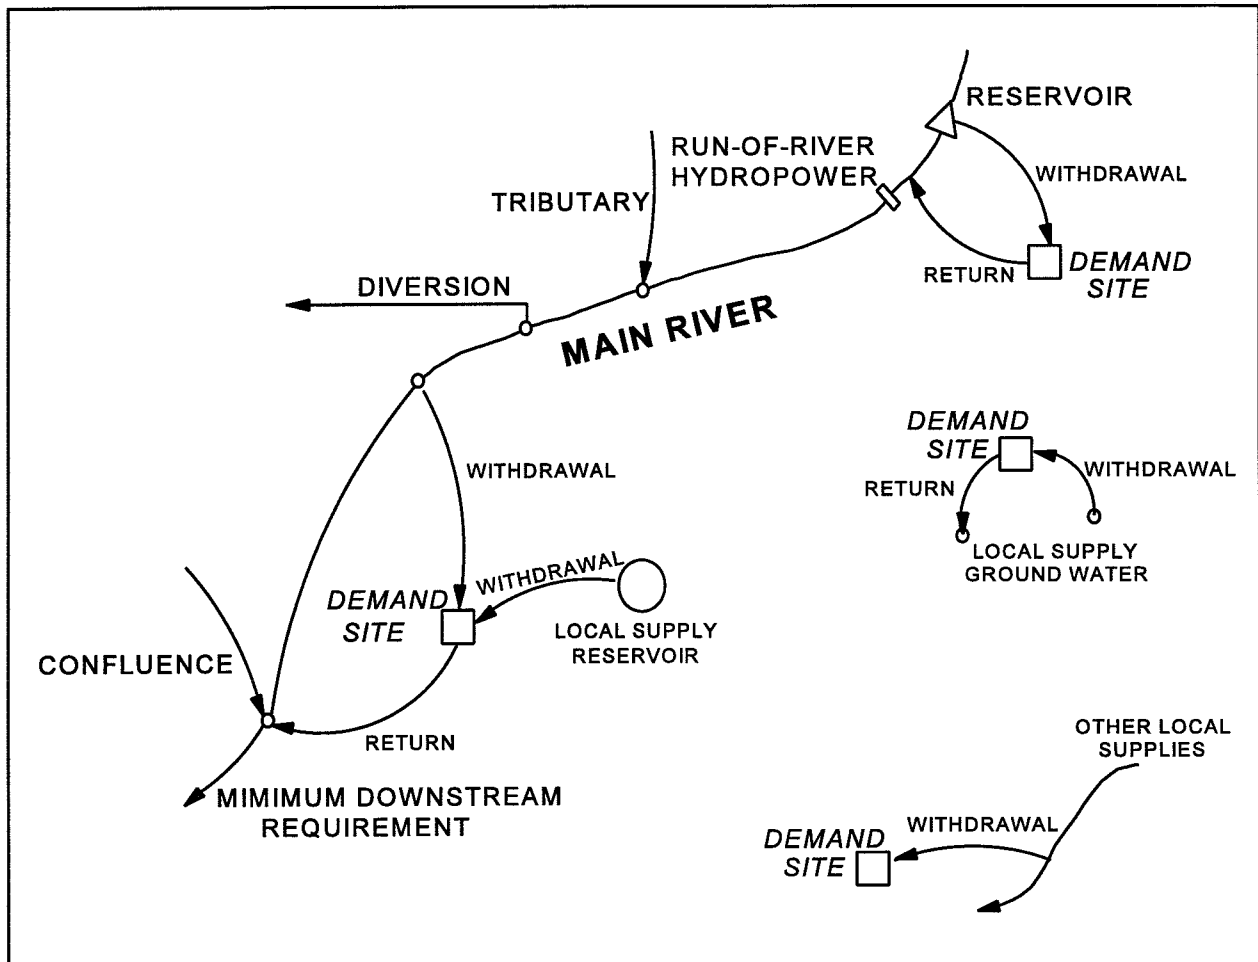 RESERVOIR
RUN-OF-RIVER
HYDROPOWER
WITHDRAWAL
TRIBUTARY
RETURN
DEMAND
SITE
DIVERSION
MAIN RIVER
DEMAND
SITE
WITHDRAWAL
WITHDRAWAL
RETURN
LOCAL SUPPLY
GROUND WATER
WITHDRAWAL
DEMAND
SITE
LOCAL SUPPLY
RESERVOIR
CONFLUENCE
RETURN
OTHER LOCAL
SUPPLIES
MIMIMUM DOWNSTREAM
REQUIREMENT
WITHDRAWAL
DEMAND
SITE